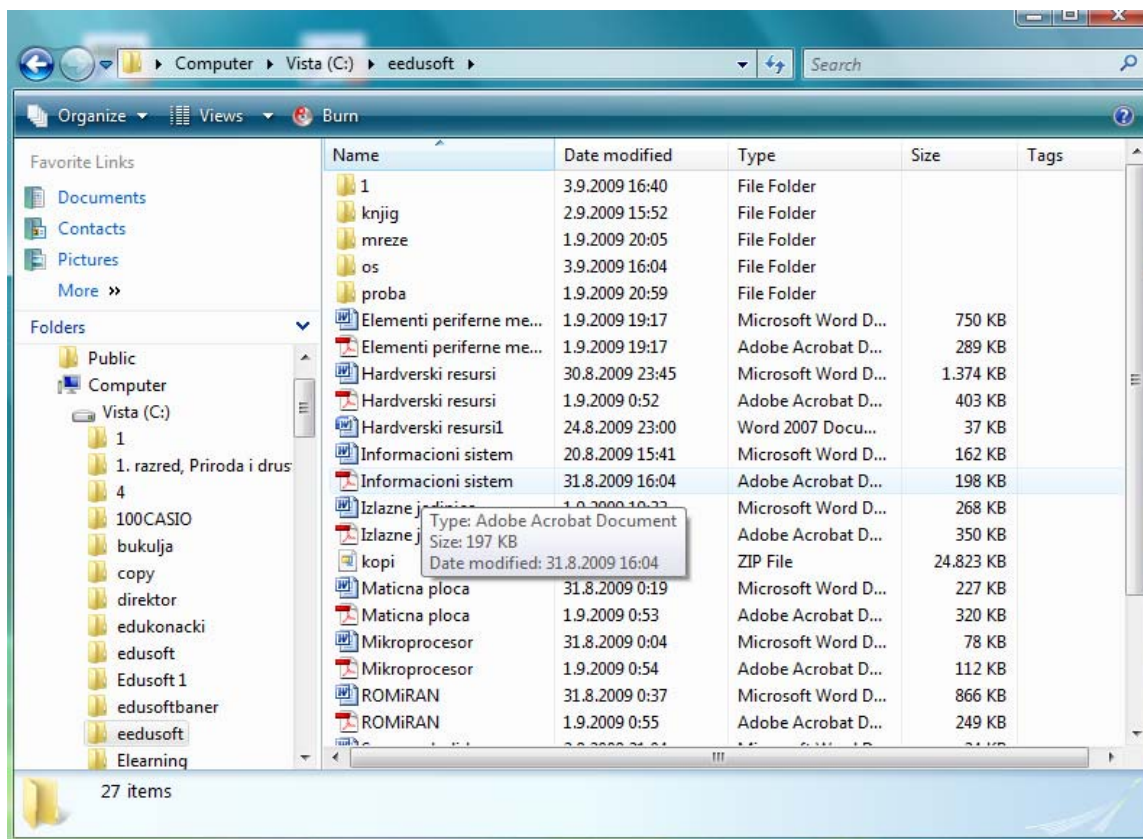 Computer ▸ Vista (C:) ▸ eedusoft ▸ Search
Organize Views Burn
Favorite Links
Documents
Contacts
Pictures
More »
Folders
Public
Computer
Vista (C:)
1
1. razred, Priroda i drus
4
100CASIO
bukulja
copy
direktor
edukonacki
edusoft
Edusoft 1
edusoftbaner
eedusoft
Elearning
Name Date modified Type Size Tags
1 3.9.2009 16:40 File Folder
knjig 2.9.2009 15:52 File Folder
mreze 1.9.2009 20:05 File Folder
os 3.9.2009 16:04 File Folder
proba 1.9.2009 20:59 File Folder
Elementi periferne me... 1.9.2009 19:17 Microsoft Word D... 750 KB
Elementi periferne me... 1.9.2009 19:17 Adobe Acrobat D... 289 KB
Hardverski resursi 30.8.2009 23:45 Microsoft Word D... 1.374 KB
Hardverski resursi 1.9.2009 0:52 Adobe Acrobat D... 403 KB
Hardverski resursi1 24.8.2009 23:00 Word 2007 Docu... 37 KB
Informacioni sistem 20.8.2009 15:41 Microsoft Word D... 162 KB
Informacioni sistem 31.8.2009 16:04 Adobe Acrobat D... 198 KB
Izlazne Microsoft Word D... 268 KB
Izlazne Adobe Acrobat D... 350 KB
kopi ZIP File 24.823 KB
Type: Adobe Acrobat Document
Size: 197 KB
Date modified: 31.8.2009 16:04
Maticna ploca 31.8.2009 0:19 Microsoft Word D... 227 KB
Maticna ploca 1.9.2009 0:53 Adobe Acrobat D... 320 KB
Mikroprocesor 31.8.2009 0:04 Microsoft Word D... 78 KB
Mikroprocesor 1.9.2009 0:54 Adobe Acrobat D... 112 KB
ROMiRAN 31.8.2009 0:37 Microsoft Word D... 866 KB
ROMiRAN 1.9.2009 0:55 Adobe Acrobat D... 249 KB
27 items